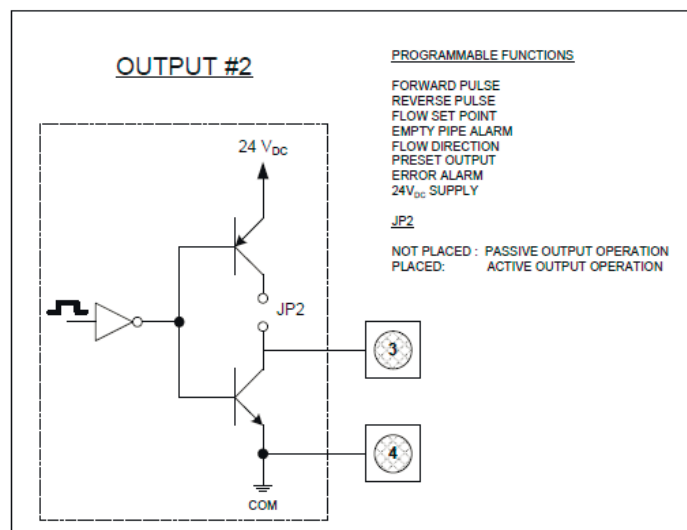 OUTPUT #2
24 VDC
JP2
3
4
COM
PROGRAMMABLE FUNCTIONS
FORWARD PULSE
REVERSE PULSE
FLOW SET POINT
EMPTY PIPE ALARM
FLOW DIRECTION
PRESET OUTPUT
ERROR ALARM
24VDC SUPPLY
JP2
NOT PLACED : PASSIVE OUTPUT OPERATION
PLACED: ACTIVE OUTPUT OPERATION